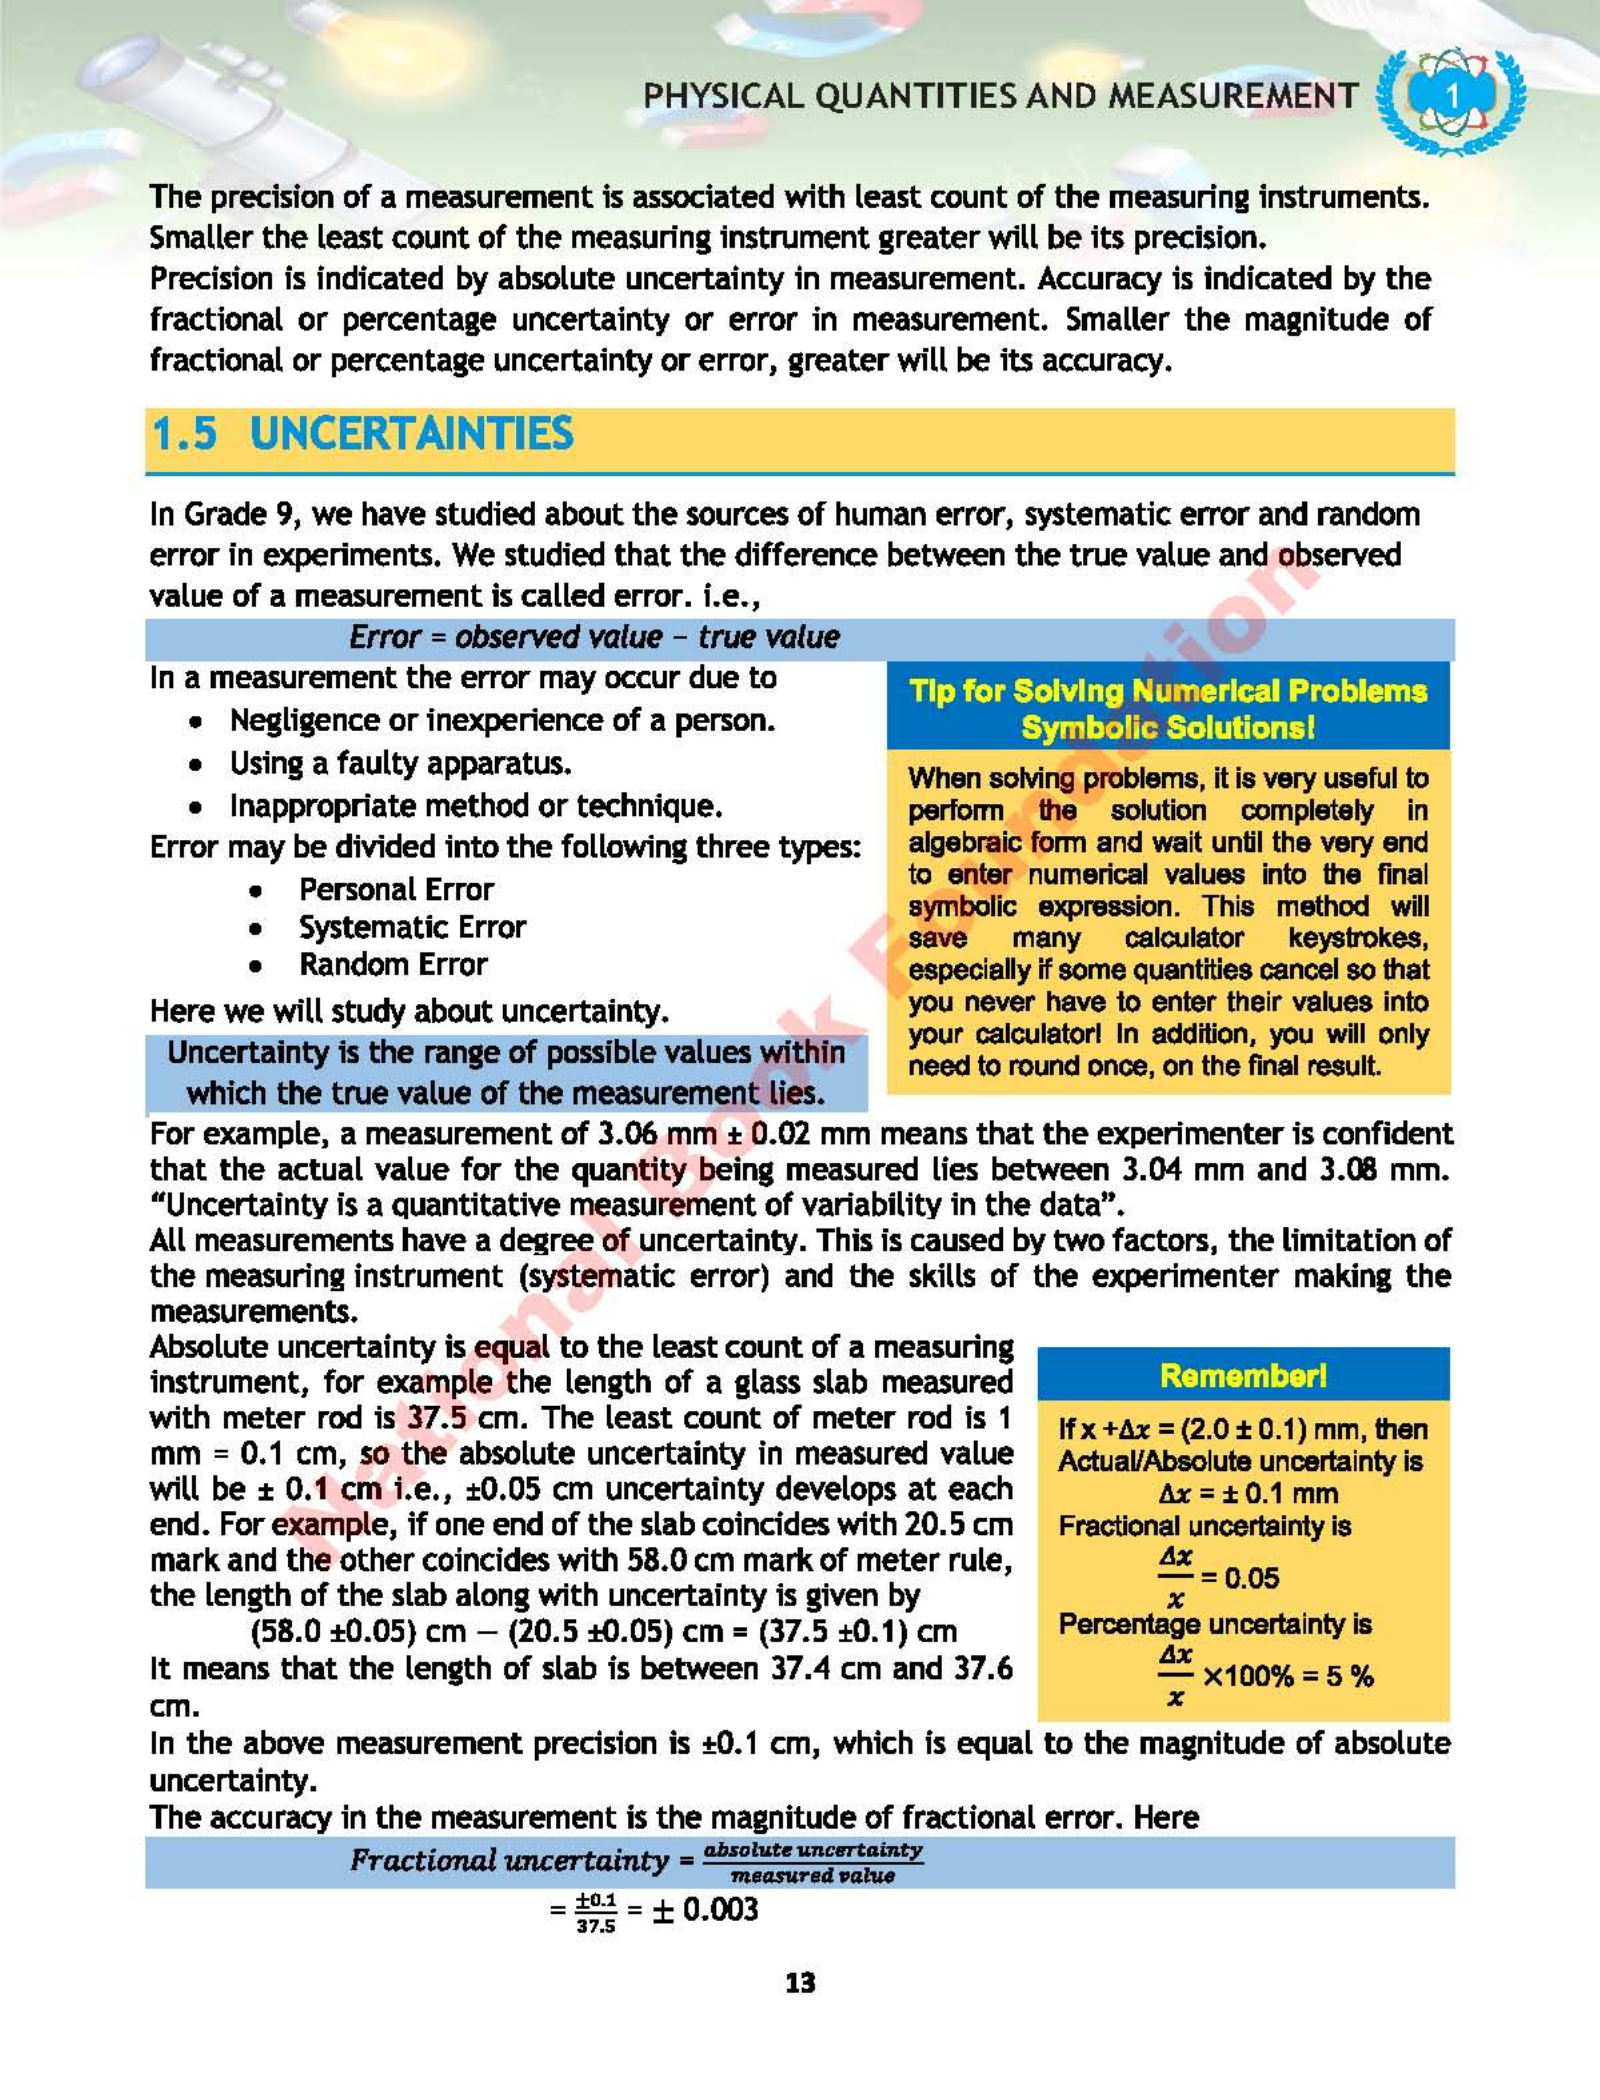 PHYSICAL QUANTITIES AND MEASUREMENT 1
The precision of a measurement is associated with least count of the measuring instruments.
Smaller the least count of the measuring instrument greater will be its precision.
Precision is indicated by absolute uncertainty in measurement. Accuracy is indicated by the
fractional or percentage uncertainty or error in measurement. Smaller the magnitude of
fractional or percentage uncertainty or error, greater will be its accuracy.
1.5 UNCERTAINTIES
In Grade 9, we have studied about the sources of human error, systematic error and random
error in experiments. We studied that the difference between the true value and observed
value of a measurement is called error. i.e.,
Error = observed value − true value
In a measurement the error may occur due to
• Negligence or inexperience of a person.
• Using a faulty apparatus.
• Inappropriate method or technique.
Error may be divided into the following three types:
• Personal Error
• Systematic Error
• Random Error
Here we will study about uncertainty.
Uncertainty is the range of possible values within
which the true value of the measurement lies.
Tip for Solving Numerical Problems
Symbolic Solutions!
When solving problems, it is very useful to
perform the solution completely in
algebraic form and wait until the very end
to enter numerical values into the final
symbolic expression. This method will
save many calculator keystrokes,
especially if some quantities cancel so that
you never have to enter their values into
your calculator! In addition, you will only
need to round once, on the final result.
For example, a measurement of 3.06 mm ± 0.02 mm means that the experimenter is confident
that the actual value for the quantity being measured lies between 3.04 mm and 3.08 mm.
“Uncertainty is a quantitative measurement of variability in the data”.
All measurements have a degree of uncertainty. This is caused by two factors, the limitation of
the measuring instrument (systematic error) and the skills of the experimenter making the
measurements.
Absolute uncertainty is equal to the least count of a measuring
instrument, for example the length of a glass slab measured
with meter rod is 37.5 cm. The least count of meter rod is 1
mm = 0.1 cm, so the absolute uncertainty in measured value
will be ± 0.1 cm i.e., ±0.05 cm uncertainty develops at each
end. For example, if one end of the slab coincides with 20.5 cm
mark and the other coincides with 58.0 cm mark of meter rule,
the length of the slab along with uncertainty is given by
(58.0 ±0.05) cm — (20.5 ±0.05) cm = (37.5 ±0.1) cm
It means that the length of slab is between 37.4 cm and 37.6
cm.
Remember!
If x +Δx = (2.0 ± 0.1) mm, then
Actual/Absolute uncertainty is
Δx = ± 0.1 mm
Fractional uncertainty is
Δx/x = 0.05
Percentage uncertainty is
Δx/x ×100% = 5 %
In the above measurement precision is ±0.1 cm, which is equal to the magnitude of absolute
uncertainty.
The accuracy in the measurement is the magnitude of fractional error. Here
Fractional uncertainty = absolute uncertainty/measured value
= ±0.1/37.5 = ± 0.003
13
National Book Foundation